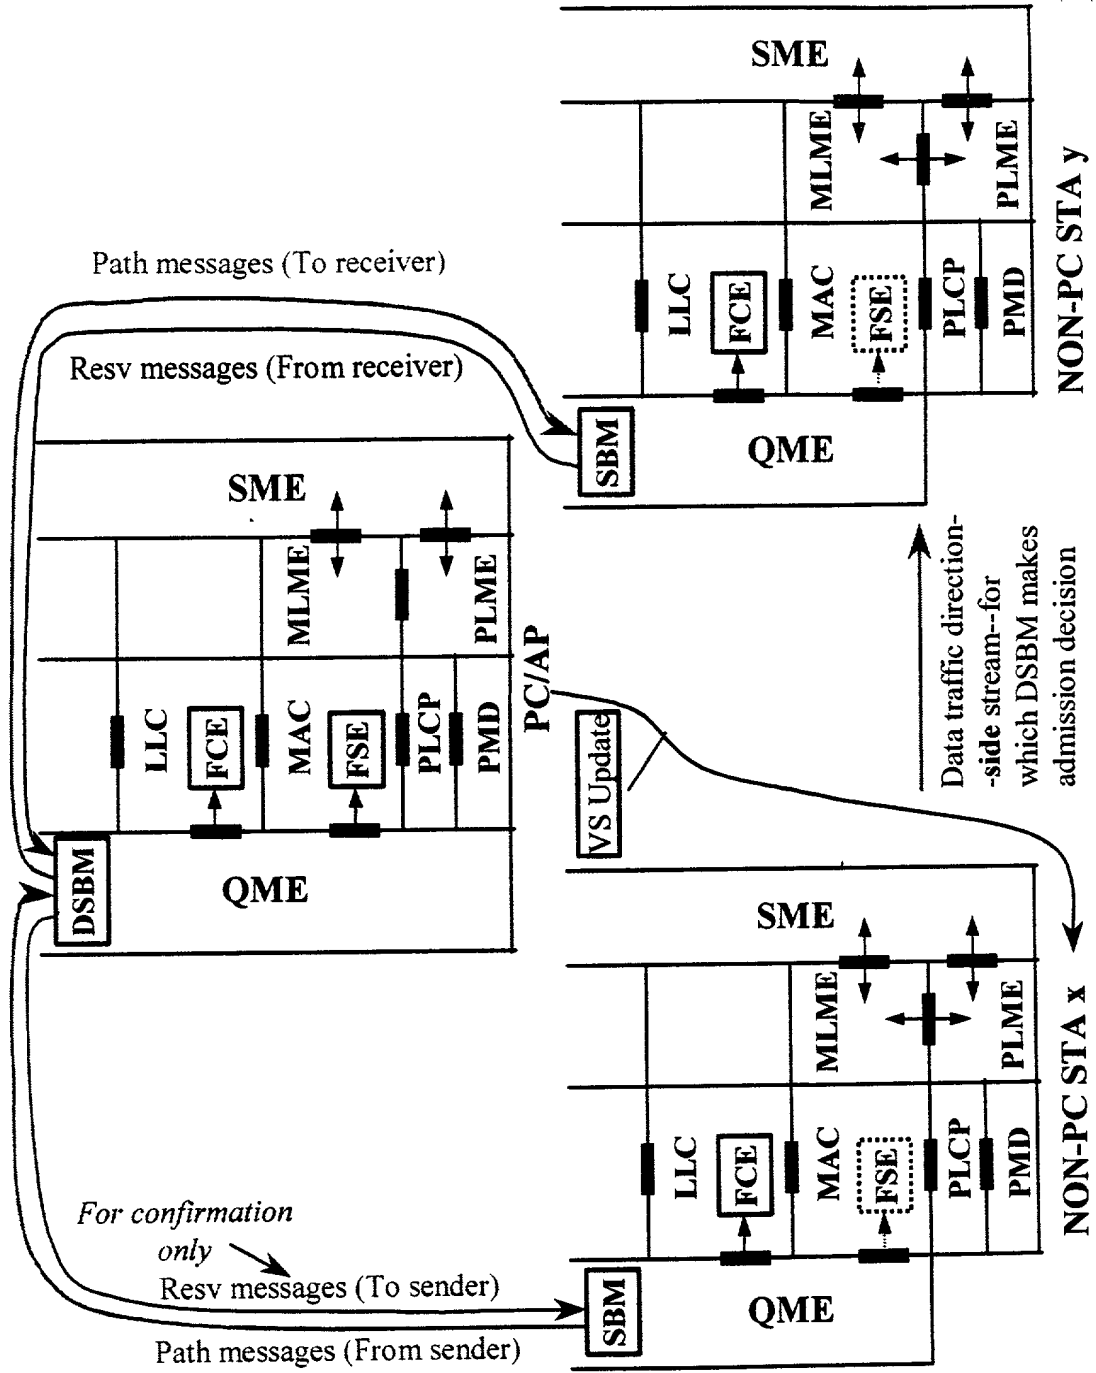 Path messages (To receiver)
Resv messages (From receiver)
SME
MLME
PLME
LLC
FCE
MAC
FSE
PLCP
PMD
SBM
QME
NON-PC STA y
SME
MLME
PLME
LLC
FCE
MAC
FSE
PLCP
PMD
DSBM
QME
PC/AP
VS Update
Data traffic direction-
-side stream--for
which DSBM makes
admission decision
SME
MLME
PLME
LLC
FCE
MAC
FSE
PLCP
PMD
SBM
QME
NON-PC STA x
For confirmation
only
Resv messages (To sender)
Path messages (From sender)